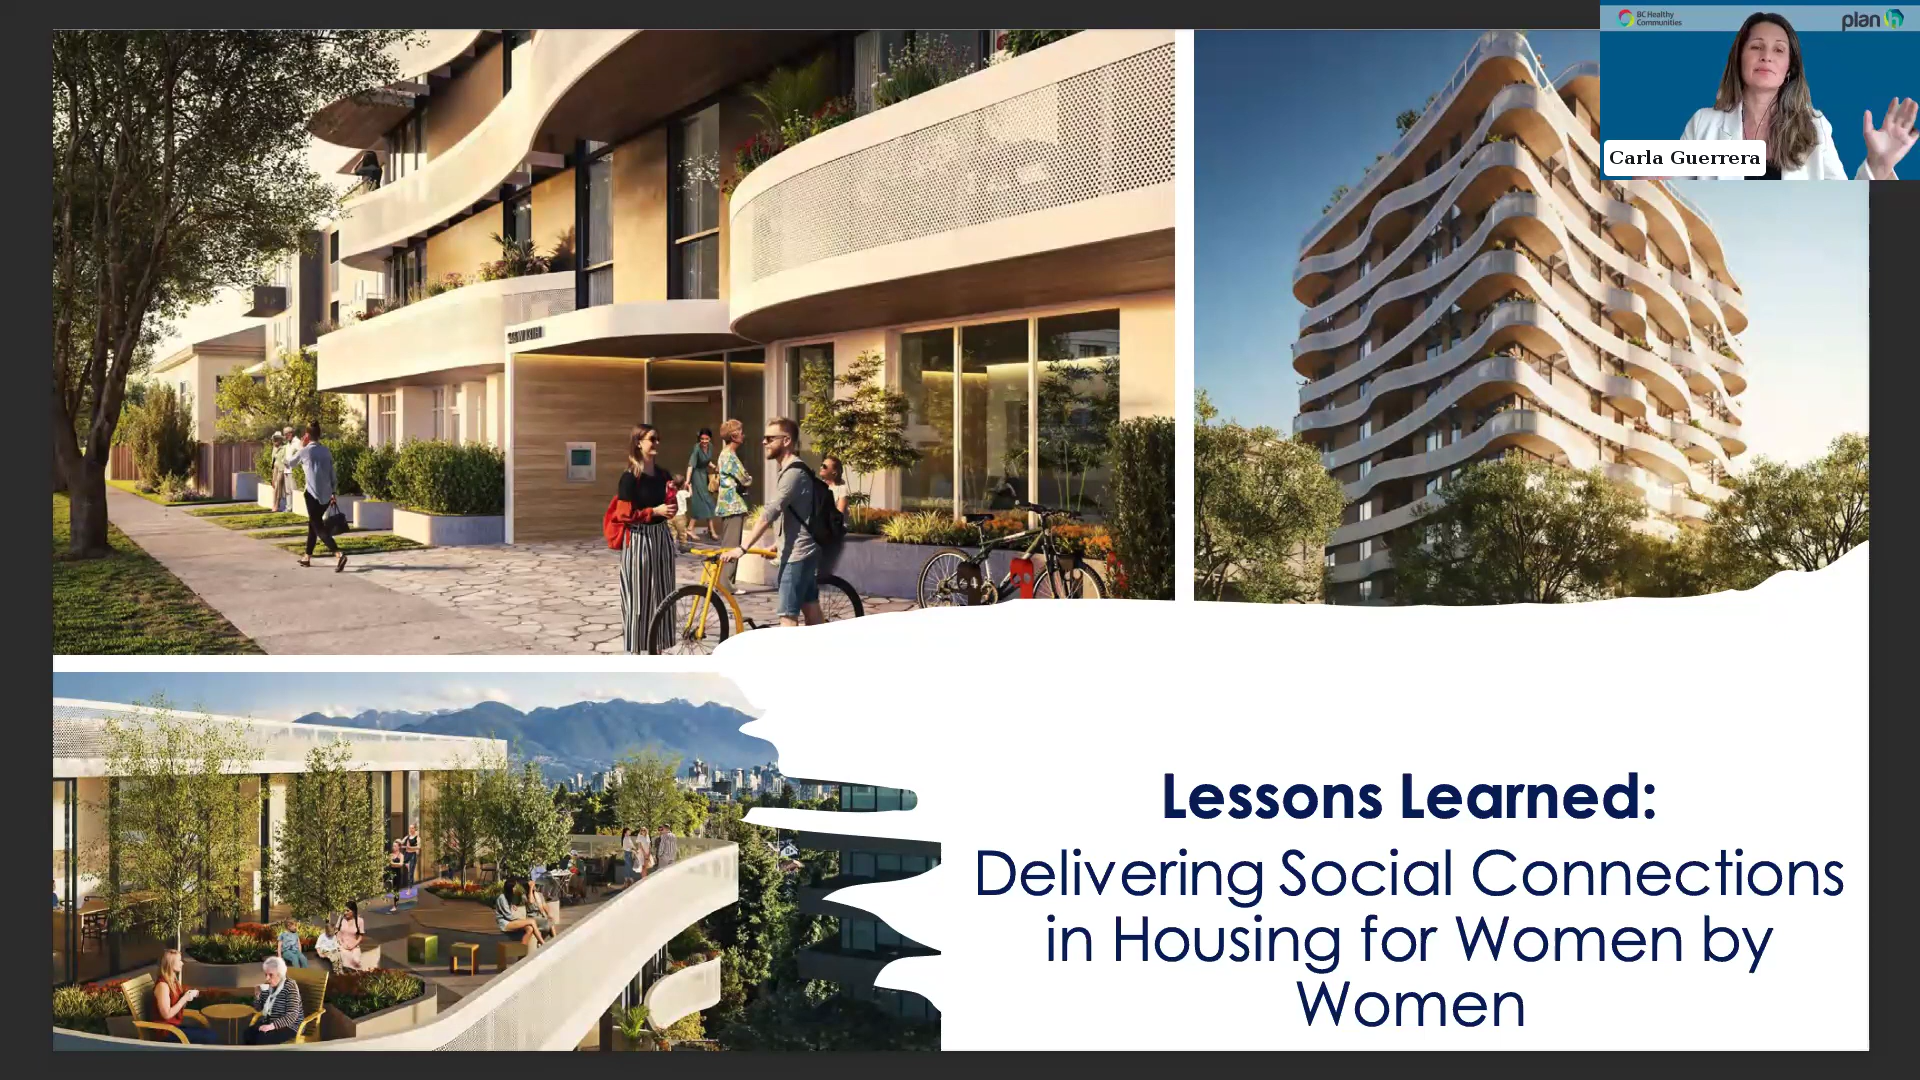 BC Healthy
Communities
plan h
Carla Guerrera
Lessons Learned:
Delivering Social Connections
in Housing for Women by
Women